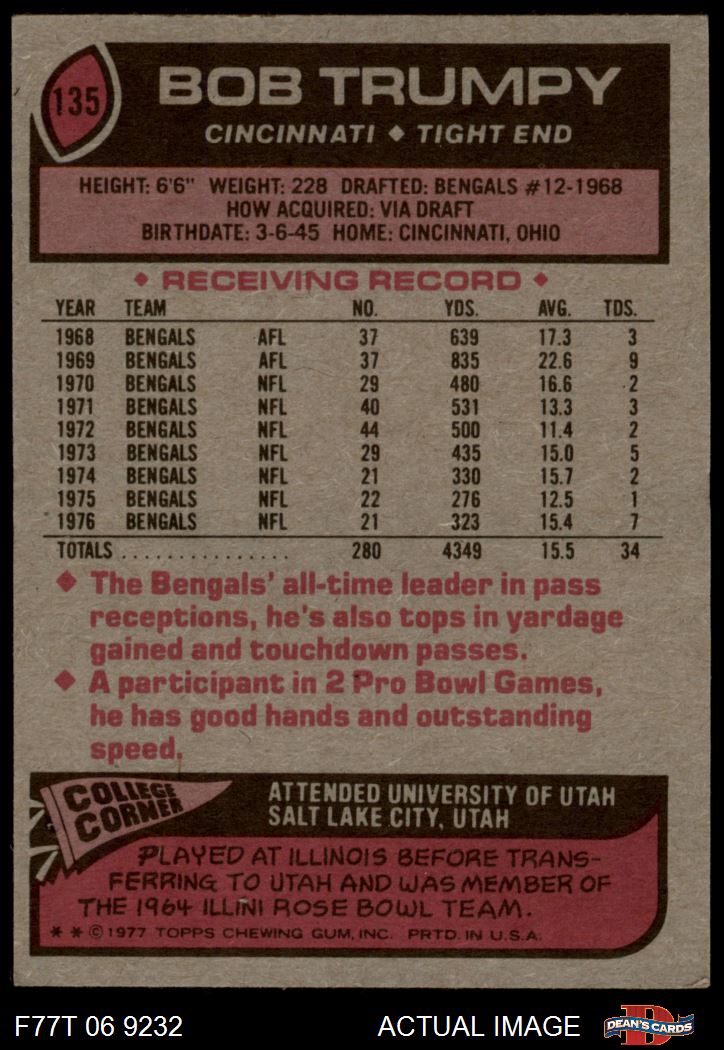 135
BOB TRUMPY
CINCINNATI ◆ TIGHT END
HEIGHT: 6'6" WEIGHT: 228 DRAFTED: BENGALS #12-1968
HOW ACQUIRED: VIA DRAFT
BIRTHDATE: 3-6-45 HOME: CINCINNATI, OHIO
◆ RECEIVING RECORD ◆
YEAR TEAM NO. YDS. AVG. TDS.
1968 BENGALS AFL 37 639 17.3 3
1969 BENGALS AFL 37 835 22.6 9
1970 BENGALS NFL 29 480 16.6 2
1971 BENGALS NFL 40 531 13.3 3
1972 BENGALS NFL 44 500 11.4 2
1973 BENGALS NFL 29 435 15.0 5
1974 BENGALS NFL 21 330 15.7 2
1975 BENGALS NFL 22 276 12.5 1
1976 BENGALS NFL 21 323 15.4 7
TOTALS . . . . . . . . . . . . . . . 280 4349 15.5 34
◆ The Bengals' all-time leader in pass
receptions, he's also tops in yardage
gained and touchdown passes.
◆ A participant in 2 Pro Bowl Games,
he has good hands and outstanding
speed.
COLLEGE
CORNER
ATTENDED UNIVERSITY OF UTAH
SALT LAKE CITY, UTAH
PLAYED AT ILLINOIS BEFORE TRANS-
FERRING TO UTAH AND WAS MEMBER OF
THE 1964 ILLINI ROSE BOWL TEAM.
* * © 1977 TOPPS CHEWING GUM, INC. PRTD. IN U.S.A.
F77T 06 9232 ACTUAL IMAGE
D
DEAN'S CARDS